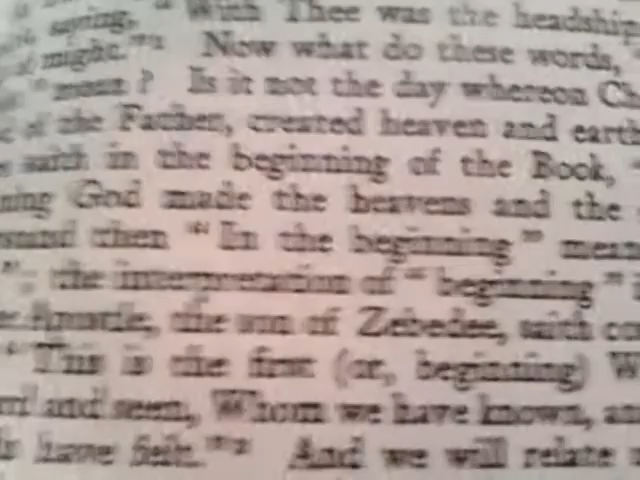 saying, " With Thee was the headship
might." Now what do these words,
" mean ? Is it not the day whereon
of the Father, created heaven and earth
saith in the beginning of the Book,
God made the heavens and the
then " In the beginning " means
the interpretation of " beginning "
Apostle, the son of Zebedee, saith
" This is the first (or, beginning)
and seen, Whom we have known,
have felt." And we will relate